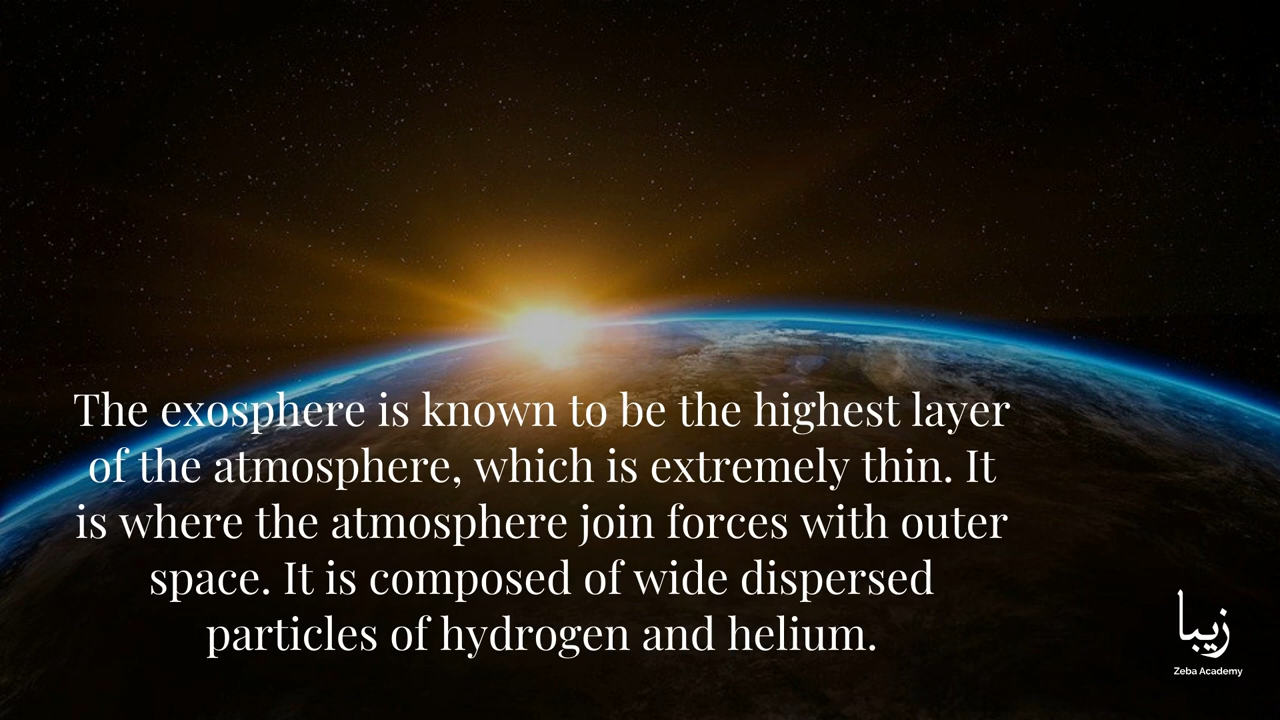 The exosphere is known to be the highest layer
of the atmosphere, which is extremely thin. It
is where the atmosphere join forces with outer
space. It is composed of wide dispersed
particles of hydrogen and helium.
زیبا
Zeba Academy